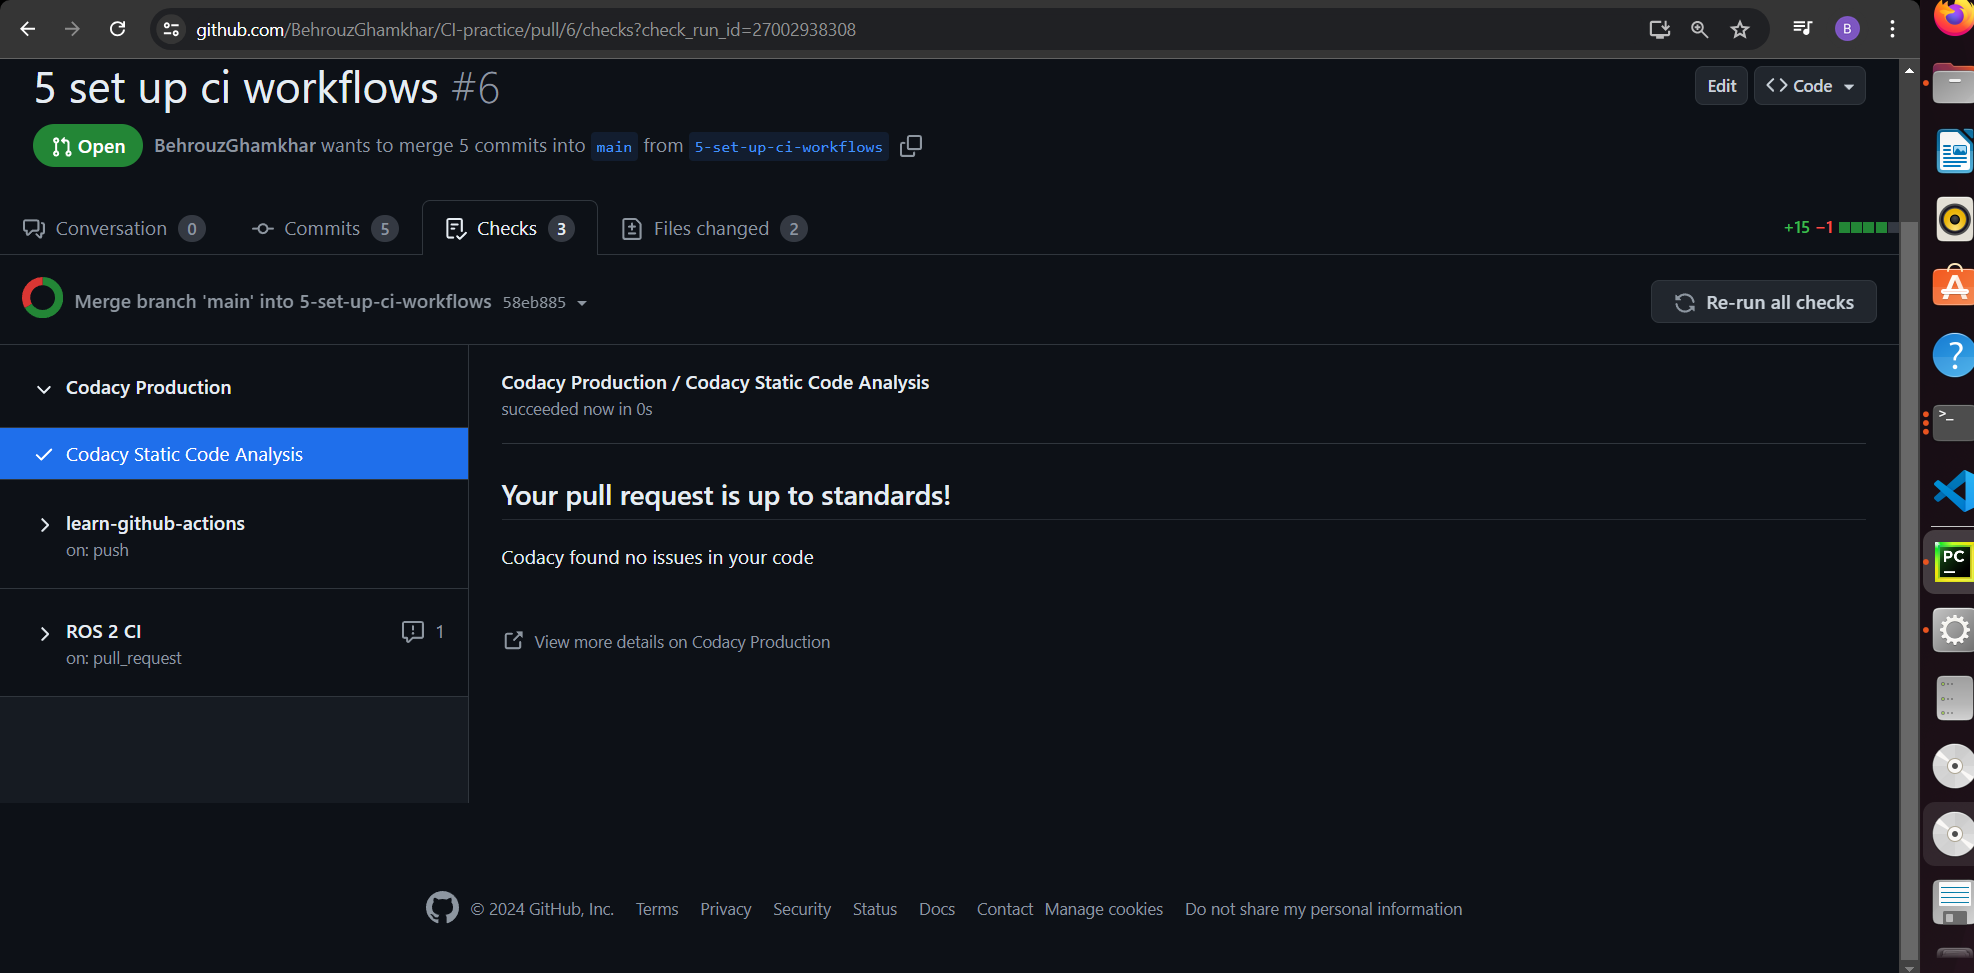 github.com/BehrouzGhamkhar/CI-practice/pull/6/checks?check_run_id=27002938308
B
5 set up ci workflows #6
Edit
Code
Open
BehrouzGhamkhar wants to merge 5 commits into main from 5-set-up-ci-workflows
Conversation 0
Commits 5
Checks 3
Files changed 2
+15 −1
Merge branch 'main' into 5-set-up-ci-workflows 58eb885
Re-run all checks
Codacy Production
Codacy Static Code Analysis
learn-github-actions
on: push
ROS 2 CI
1
on: pull_request
Codacy Production / Codacy Static Code Analysis
succeeded now in 0s
Your pull request is up to standards!
Codacy found no issues in your code
View more details on Codacy Production
© 2024 GitHub, Inc. Terms Privacy Security Status Docs Contact Manage cookies Do not share my personal information
A
?
>_
PC